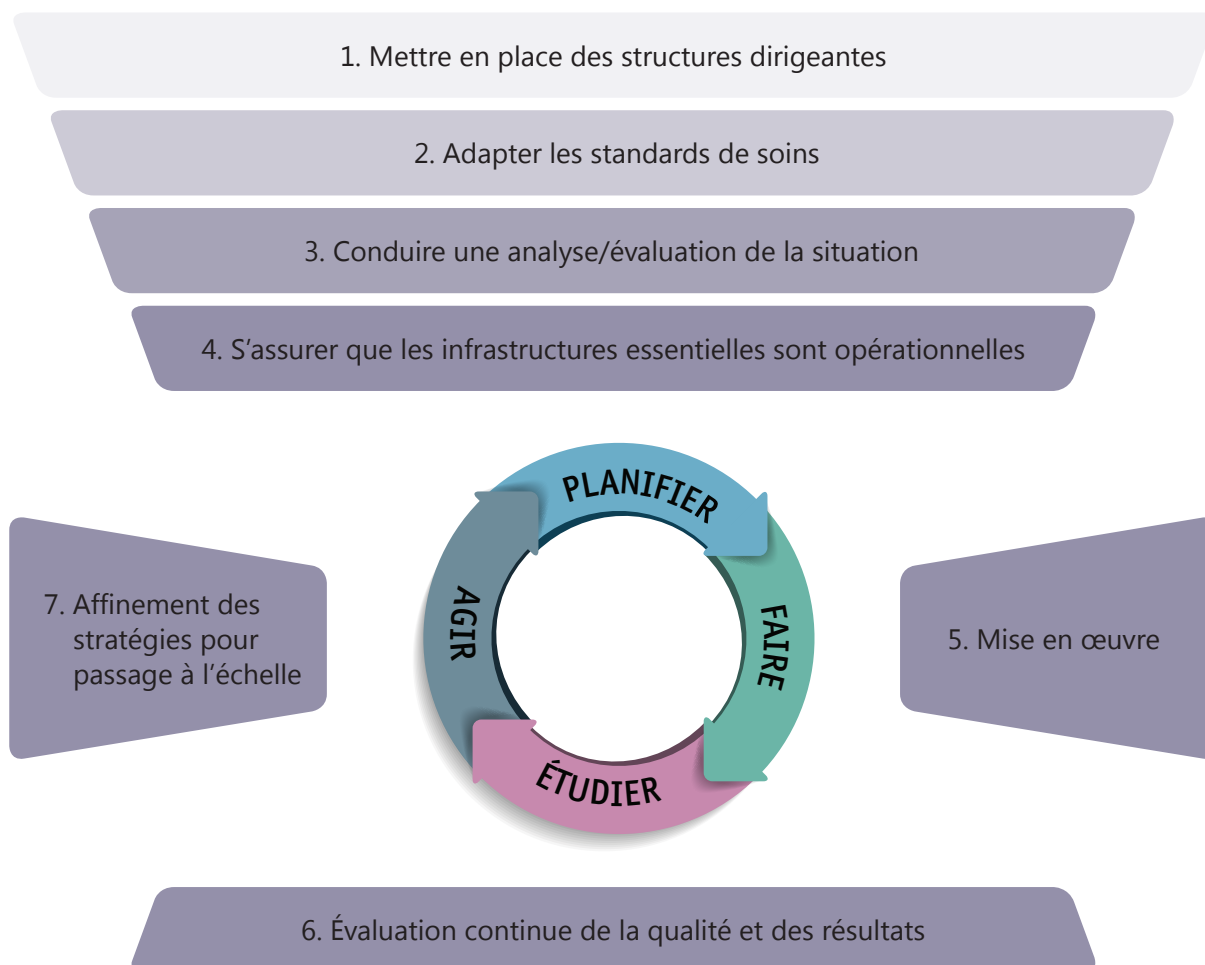 1. Mettre en place des structures dirigeantes
2. Adapter les standards de soins
3. Conduire une analyse/évaluation de la situation
4. S’assurer que les infrastructures essentielles sont opérationnelles
PLANIFIER
FAIRE
ÉTUDIER
AGIR
5. Mise en œuvre
6. Évaluation continue de la qualité et des résultats
7. Affinement des
stratégies pour
passage à l’échelle